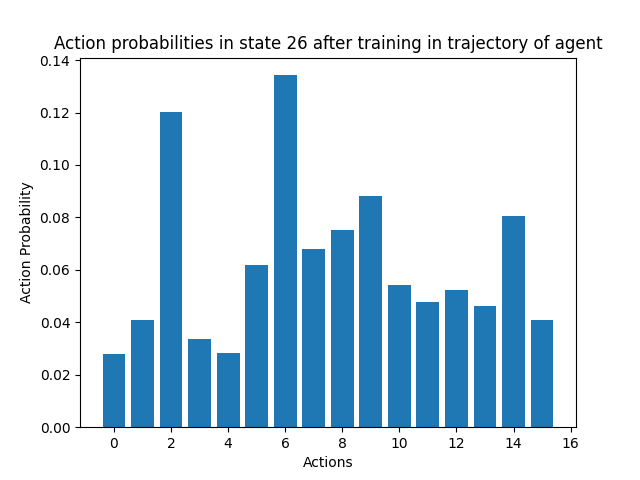 Action probabilities in state 26 after training in trajectory of agent
0.14
0.12
0.10
0.08
0.06
0.04
0.02
0.00
Action Probability
0 2 4 6 8 10 12 14 16
Actions